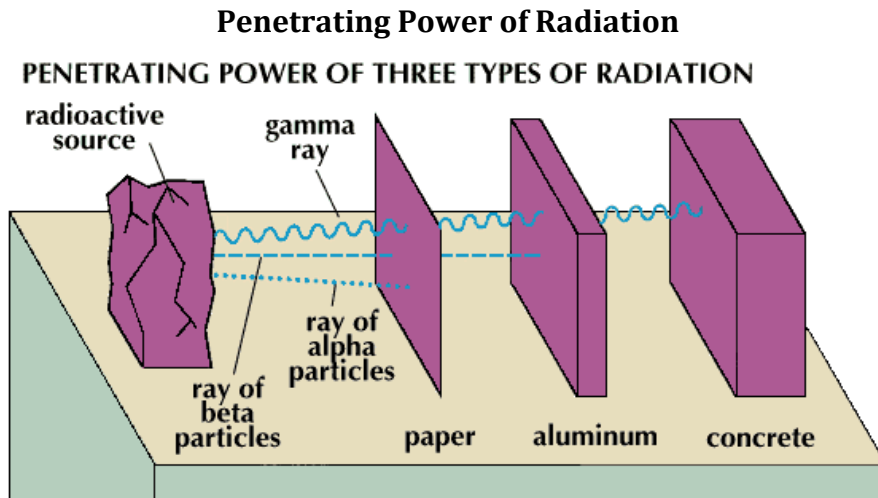 Penetrating Power of Radiation
PENETRATING POWER OF THREE TYPES OF RADIATION
radioactive
source
gamma
ray
ray of
alpha
particles
ray of
beta
particles
paper
aluminum
concrete